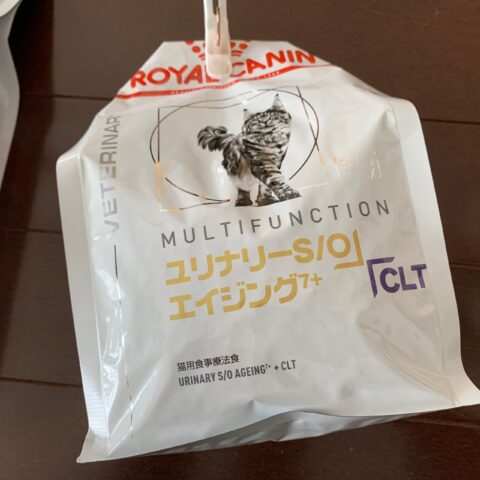 ROYAL CANIN
VETERINAR
MULTIFUNCTION
ユリナリーS/O
エイジング7+
CLT
猫用食事療法食
URINARY S/O AGEING7+ + CLT